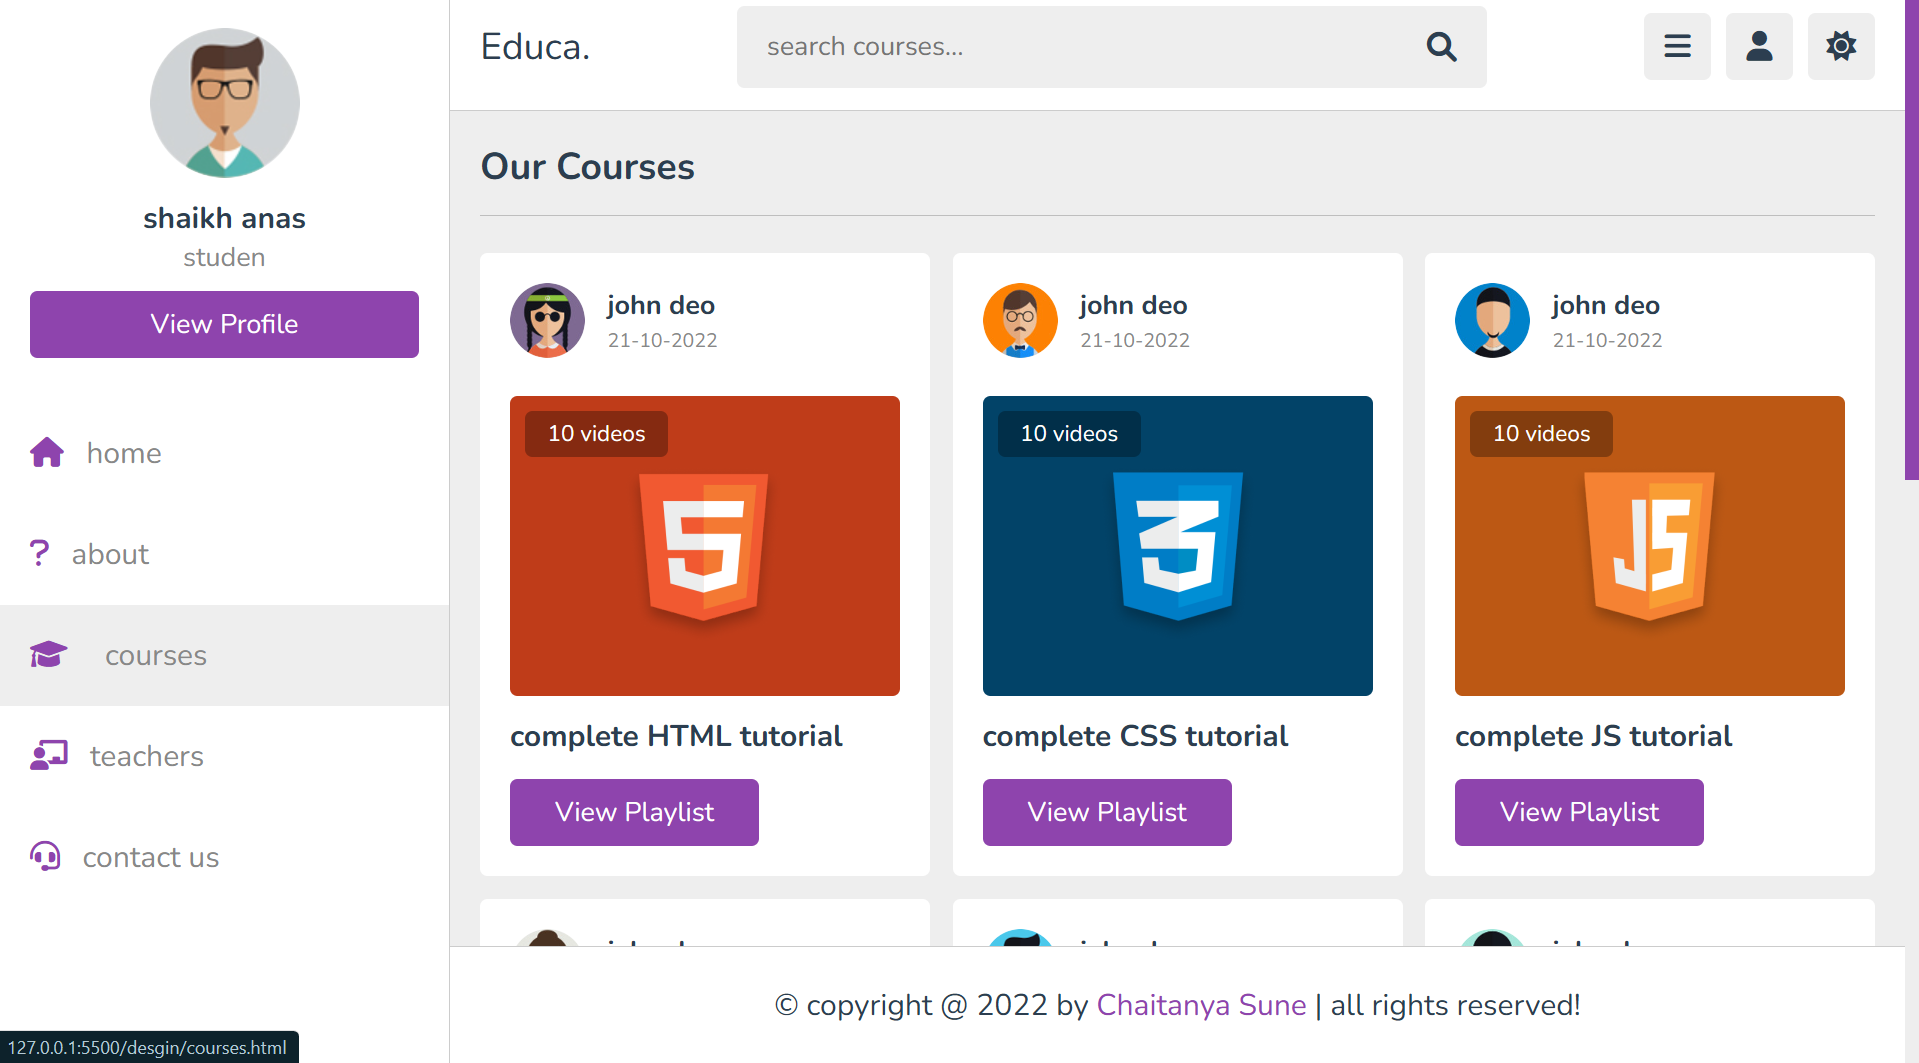 shaikh anas
studen
View Profile
home
about
courses
teachers
contact us
127.0.0.1:5500/desgin/courses.html
Educa.
search courses...
Our Courses
john deo
21-10-2022
10 videos
5
complete HTML tutorial
View Playlist
john deo
21-10-2022
10 videos
3
complete CSS tutorial
View Playlist
john deo
21-10-2022
10 videos
JS
complete JS tutorial
View Playlist
© copyright @ 2022 by Chaitanya Sune | all rights reserved!